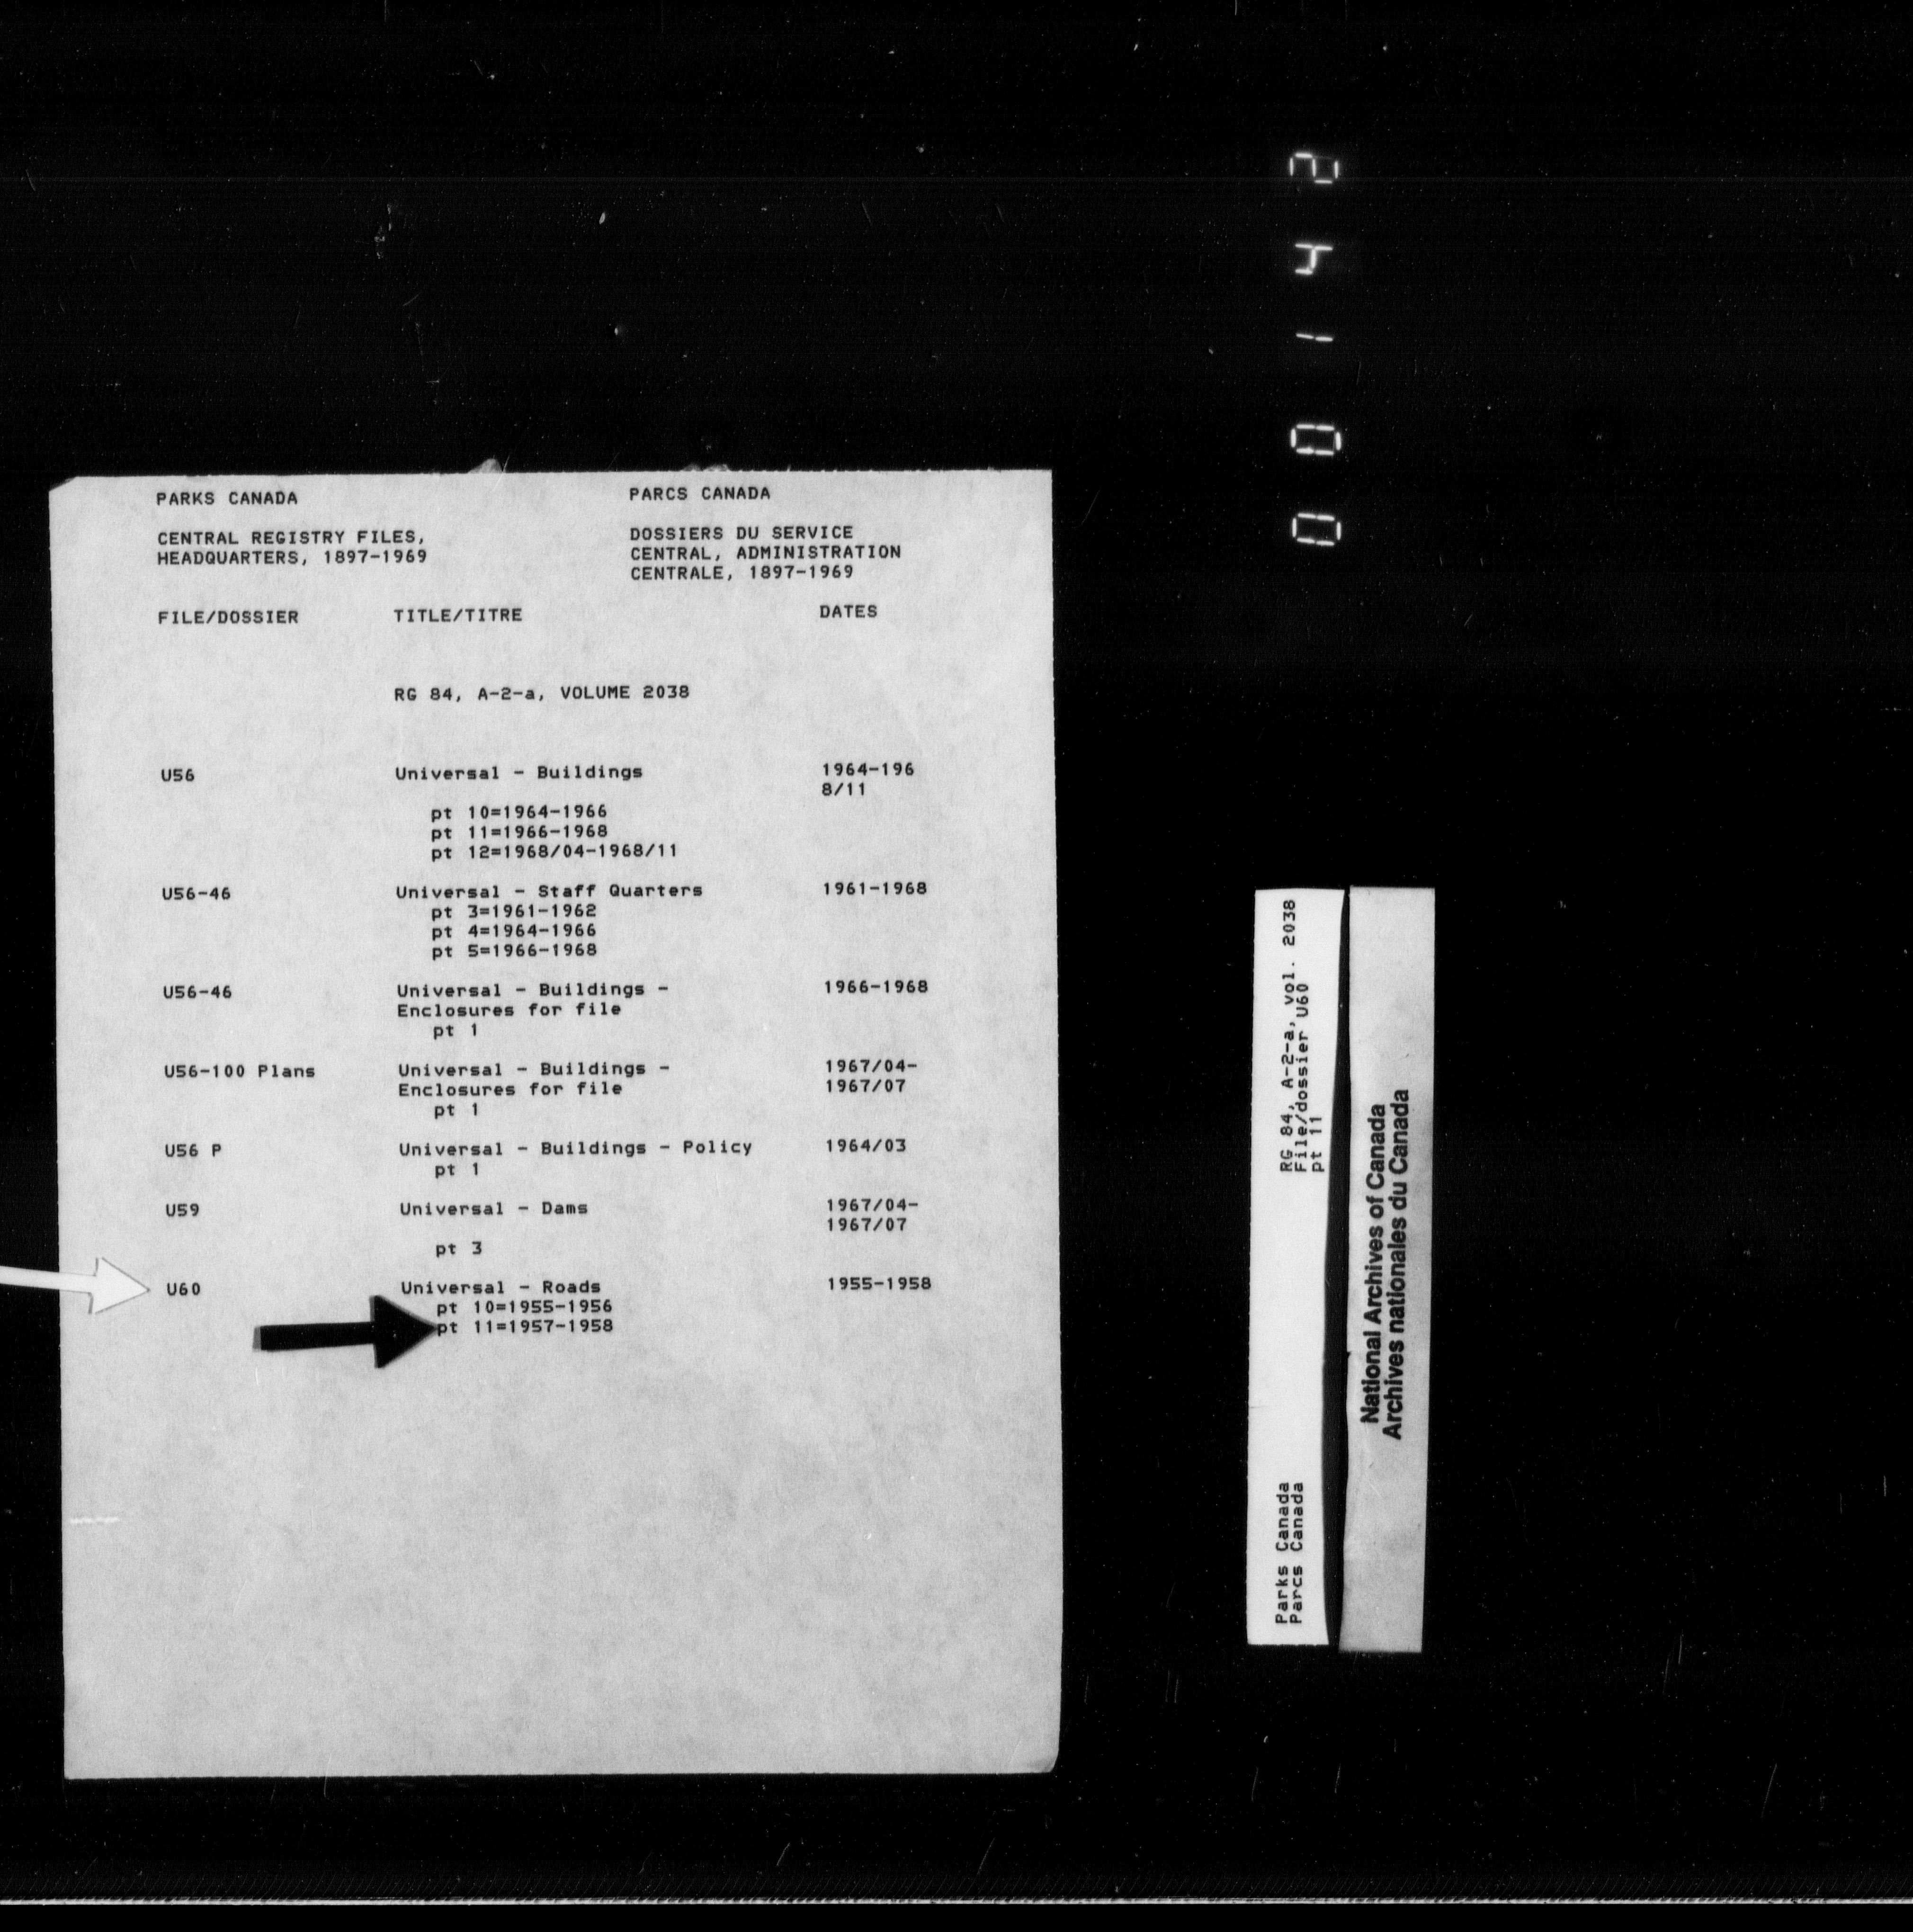 PARKS CANADA
CENTRAL REGISTRY FILES,
HEADQUARTERS, 1897-1969
PARCS CANADA
DOSSIERS DU SERVICE
CENTRAL, ADMINISTRATION
CENTRALE, 1897-1969
FILE/DOSSIER TITLE/TITRE DATES
RG 84, A-2-a, VOLUME 2038
U56 Universal - Buildings 1964-196
8/11
pt 10=1964-1966
pt 11=1966-1968
pt 12=1968/04-1968/11
U56-46 Universal - Staff Quarters 1961-1968
pt 3=1961-1962
pt 4=1964-1966
pt 5=1966-1968
U56-46 Universal - Buildings - 1966-1968
Enclosures for file
pt 1
U56-100 Plans Universal - Buildings - 1967/04-
Enclosures for file 1967/07
pt 1
U56 P Universal - Buildings - Policy 1964/03
pt 1
U59 Universal - Dams 1967/04-
1967/07
pt 3
U60 Universal - Roads 1955-1958
pt 10=1955-1956
pt 11=1957-1958
00142
Parks Canada RG 84, A-2-a, vol. 2038
Parcs Canada File/dossier U60
pt 11
National Archives of Canada
Archives nationales du Canada